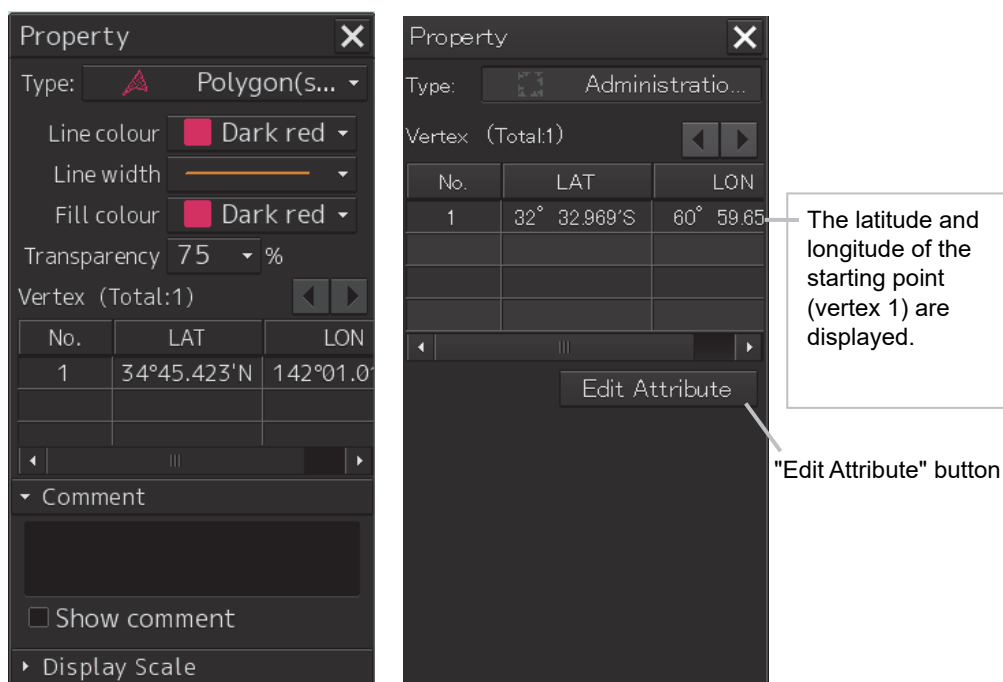 Property
Type: Polygon(s...
Line colour Dark red
Line width
Fill colour Dark red
Transparency 75 %
Vertex (Total:1)
No. LAT LON
1 34°45.423'N 142°01.0
Comment
Show comment
Display Scale
Property
Type: Administratio...
Vertex (Total:1)
No. LAT LON
1 32° 32.969'S 60° 59.65
Edit Attribute
The latitude and
longitude of the
starting point
(vertex 1) are
displayed.
"Edit Attribute" button